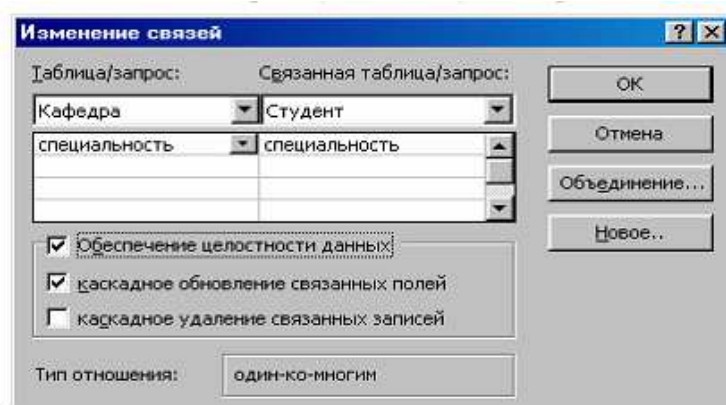 Изменение связей
Таблица/запрос: Связанная таблица/запрос:
Кафедра Студент
специальность специальность
Обеспечение целостности данных
каскадное обновление связанных полей
каскадное удаление связанных записей
Тип отношения: один-ко-многим
ОК
Отмена
Объединение...
Новое..